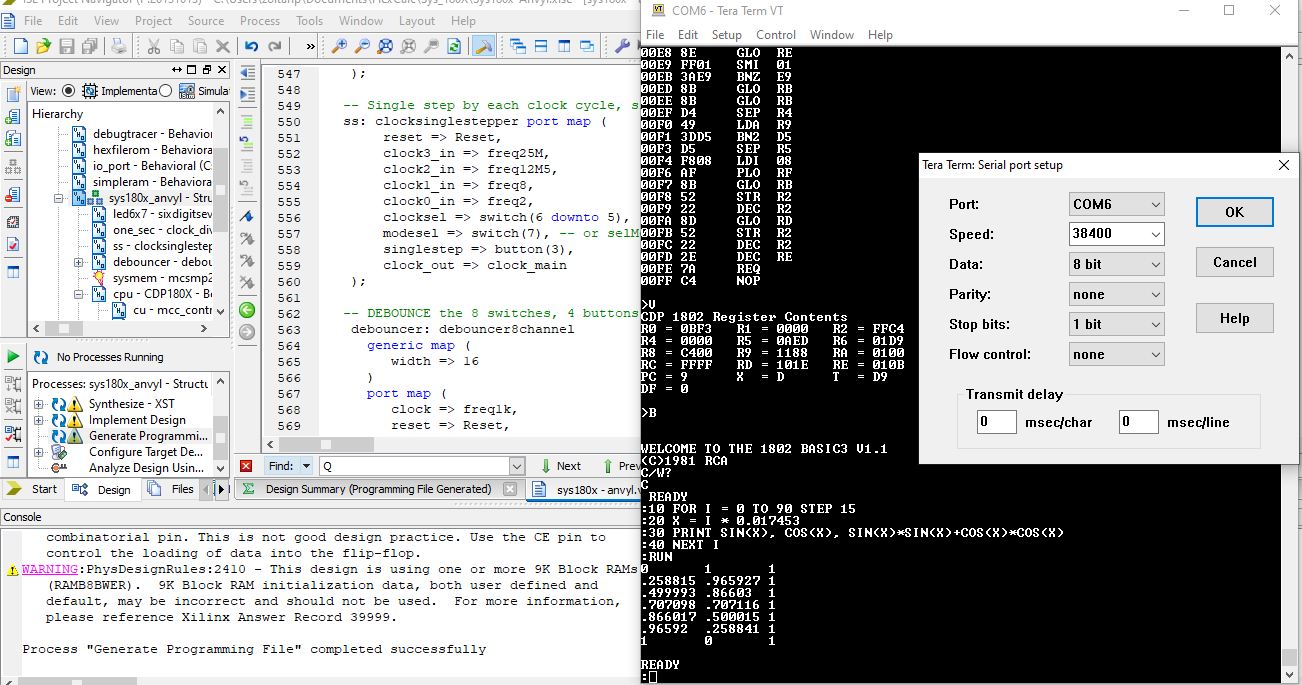 File Edit View Project Source Process Tools Window Layout Help
»
Design
View: Implementa Simula
Hierarchy
debugtracer - Behavior
hexfilerom - Behaviora
io_port - Behavioral (C
simpleram - Behaviora
sys180x_anvyl - Struc
led6x7 - sixdigitsev
one_sec - clock_div
ss - clocksinglestep
debouncer - debou
sysmem - mcsmp2
cpu - CDP180X - Be
cu - mcc_contr
No Processes Running
Processes: sys180x_anvyl - Structu
Synthesize - XST
Implement Design
Generate Programmi...
Configure Target De...
Analyze Design Usin...
Start Design Files
547 );
548
549 -- Single step by each clock cycle, s
550 ss: clocksinglestepper port map (
551 reset => Reset,
552 clock3_in => freq25M,
553 clock2_in => freq12M5,
554 clock1_in => freq8,
555 clock0_in => freq2,
556 clocksel => switch(6 downto 5),
557 modesel => switch(7), -- or selM
558 singlestep => button(3),
559 clock_out => clock_main
560 );
561
562 -- DEBOUNCE the 8 switches, 4 buttons
563 debouncer: debouncer8channel
564 generic map (
565 width => 16
566 )
567 port map (
568 clock => freq1k,
569 reset => Reset,
Find: Q Next Prev
Design Summary (Programming File Generated) sys180x - anvyl.v
Console
combinatorial pin. This is not good design practice. Use the CE pin to
control the loading of data into the flip-flop.
WARNING:PhysDesignRules:2410 - This design is using one or more 9K Block RAMs
(RAMB8BWER). 9K Block RAM initialization data, both user defined and
default, may be incorrect and should not be used. For more information,
please reference Xilinx Answer Record 39999.
Process "Generate Programming File" completed successfully
COM6 - Tera Term VT
File Edit Setup Control Window Help
00E8 8E GLO RE
00E9 FF01 SMI 01
00EB 3AE9 BNZ E9
00ED 8B GLO RB
00EE 8B GLO RB
00EF D4 SEP R4
00F0 49 LDA R9
00F1 3DD5 BN2 D5
00F3 D5 SEP R5
00F4 F808 LDI 08
00F6 AF PLO RF
00F7 8B GLO RB
00F8 52 STR R2
00F9 22 DEC R2
00FA 8D GLO RD
00FB 52 STR R2
00FC 22 DEC R2
00FD 2E DEC RE
00FE 7A REQ
00FF C4 NOP
>V
CDP 1802 Register Contents
R0 = 0BF3 R1 = 0000 R2 = FFC4
R4 = 0000 R5 = 0AED R6 = 01D9
R8 = C400 R9 = 1188 RA = 0100
RC = FFFF RD = 101E RE = 010B
PC = 9 X = D T = D9
DF = 0
>B
WELCOME TO THE 1802 BASIC3 V1.1
(C)1981 RCA
C/W?
C
READY
:10 FOR I = 0 TO 90 STEP 15
:20 X = I * 0.017453
:30 PRINT SIN(X), COS(X), SIN(X)*SIN(X)+COS(X)*COS(X)
:40 NEXT I
:RUN
0 1 1
.258815 .965927 1
.499993 .86603 1
.707098 .707116 1
.866017 .500015 1
.96592 .258841 1
1 0 1
READY
:
Tera Term: Serial port setup
Port: COM6 OK
Speed: 38400
Data: 8 bit Cancel
Parity: none
Stop bits: 1 bit Help
Flow control: none
Transmit delay
0 msec/char 0 msec/line